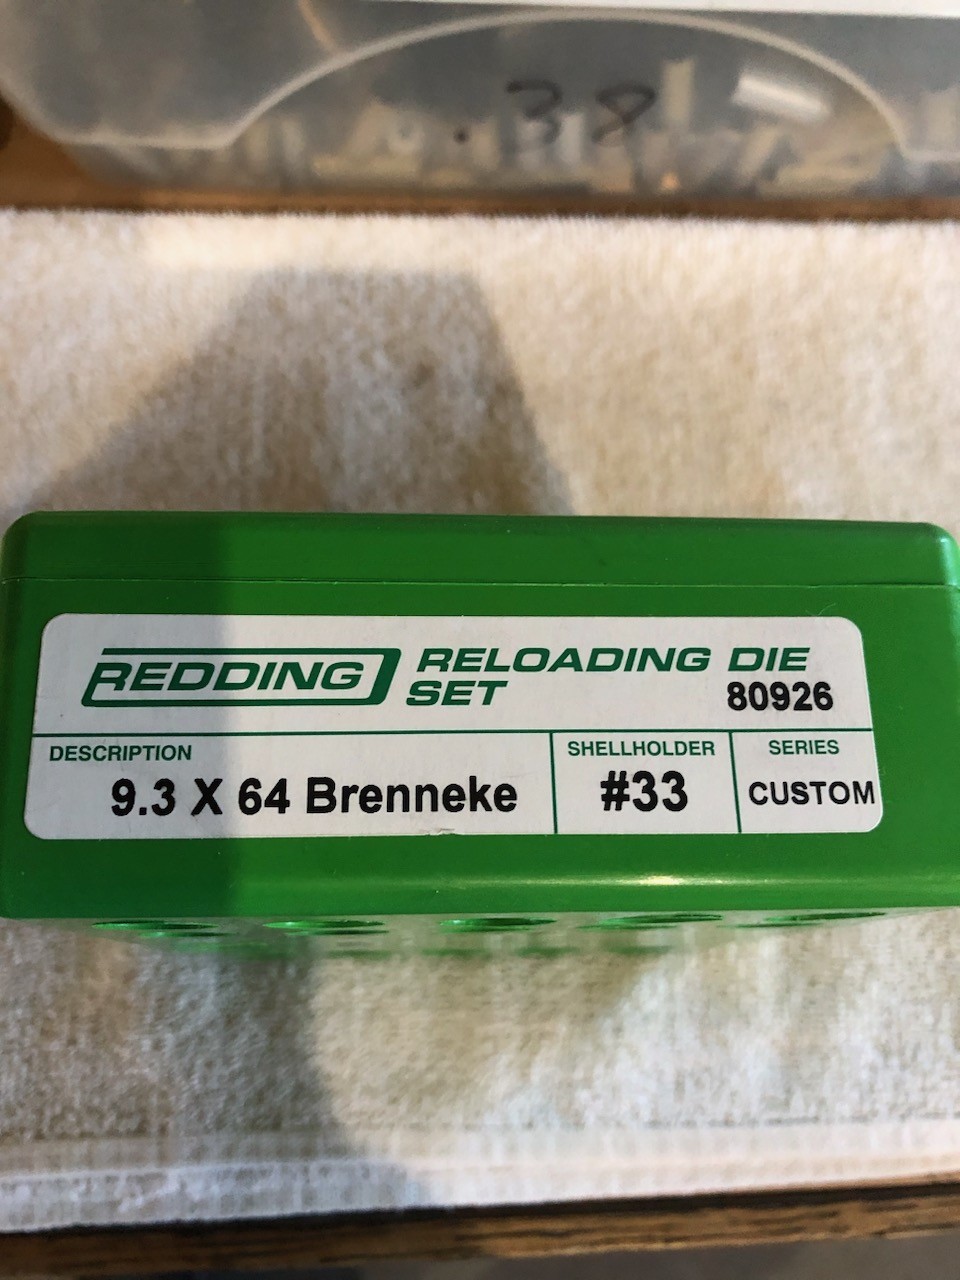 .38
REDDING RELOADING DIE
SET 80926
DESCRIPTION SHELLHOLDER SERIES
9.3 X 64 Brenneke #33 CUSTOM